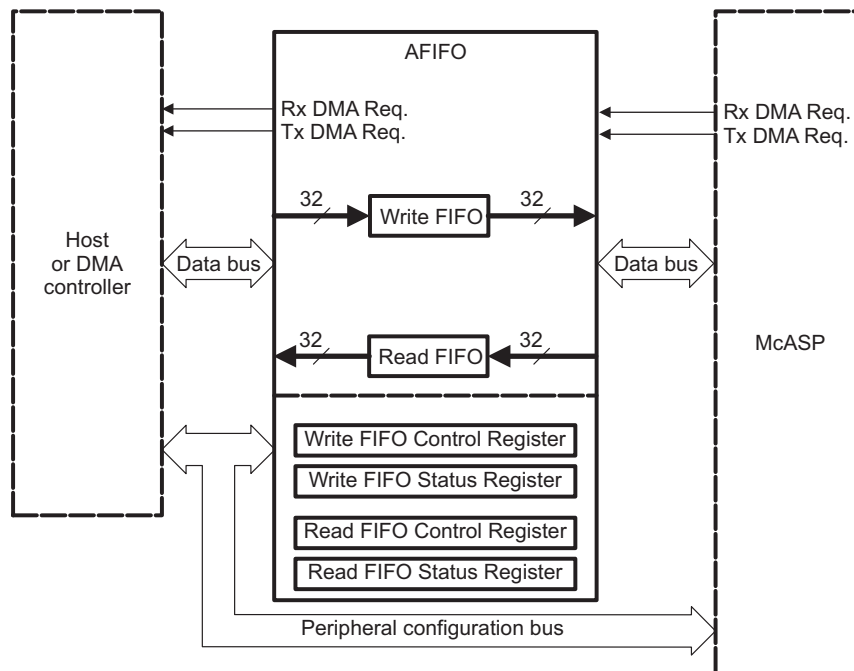 AFIFO
Rx DMA Req.
Tx DMA Req.
Rx DMA Req.
Tx DMA Req.
32
32
Write FIFO
Host
or DMA
controller
Data bus
Data bus
32
32
Read FIFO
McASP
Write FIFO Control Register
Write FIFO Status Register
Read FIFO Control Register
Read FIFO Status Register
Peripheral configuration bus